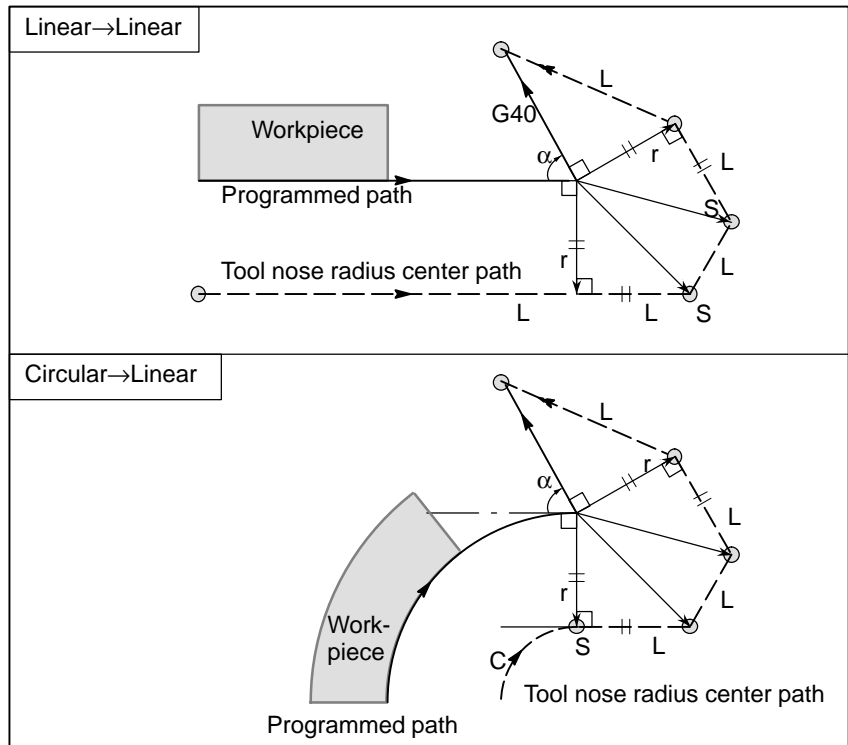 Linear→Linear
L
G40
Workpiece
α
r
L
Programmed path
S
r
L
Tool nose radius center path
L
L
S
Circular→Linear
L
α
r
L
r
L
Work-
piece
S
L
C
Tool nose radius center path
Programmed path